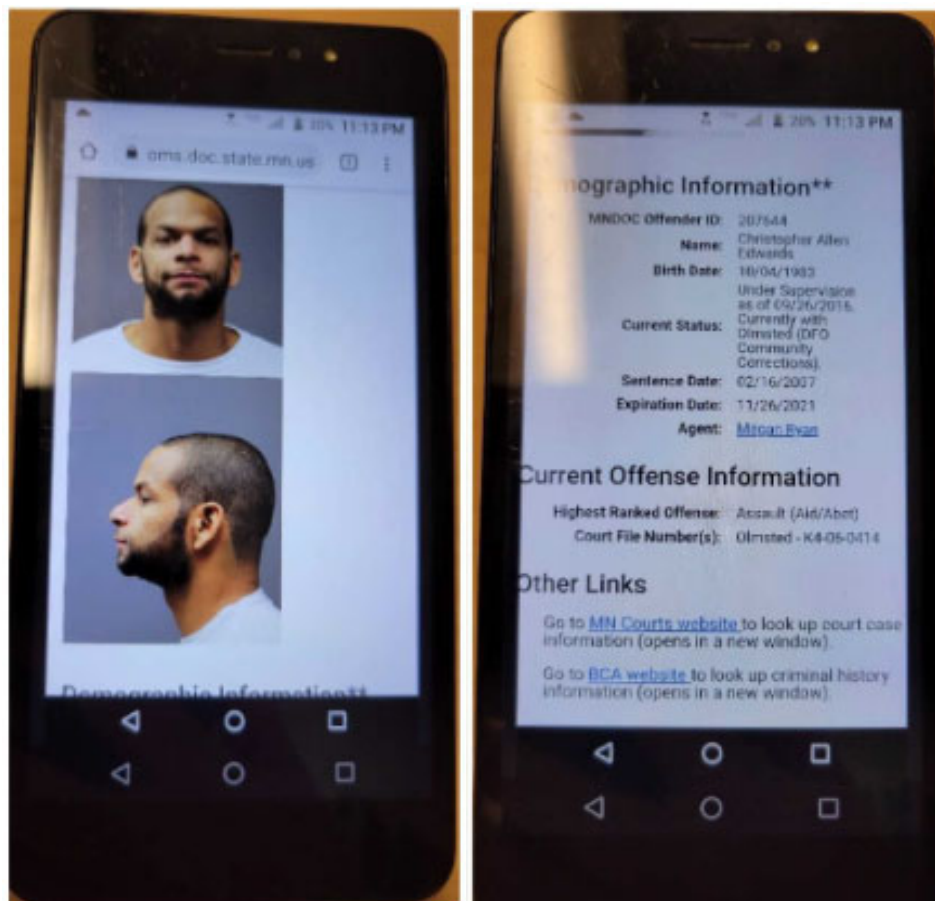 11:13 PM
oms.doc.state.mn.us
Demographic Information**
20% 11:13 PM
mographic Information**
MNDOC Offender ID: 207644
Name: Christopher Allen
Edwards
Birth Date: 10/04/1983
Under Supervision
as of 09/26/2016.
Current Status: Currently with
Olmsted (DFO
Community
Corrections).
Sentence Date: 02/16/2007
Expiration Date: 11/26/2021
Agent: Megan Ryan
Current Offense Information
Highest Ranked Offense: Assault (Aid/Abet)
Court File Number(s): Olmsted - K4-06-0414
Other Links
Go to MN Courts website to look up court case
information (opens in a new window).
Go to BCA website to look up criminal history
information (opens in a new window).